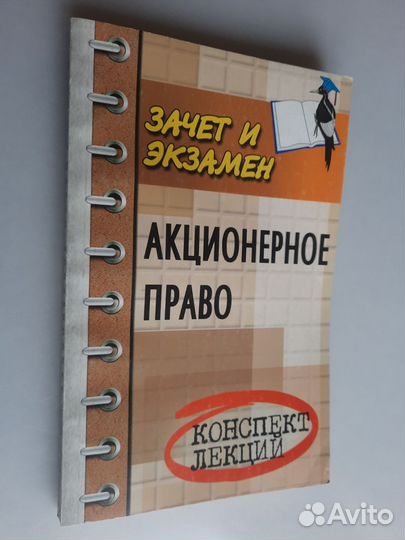 ЗАЧЕТ И
ЭКЗАМЕН
АКЦИОНЕРНОЕ
ПРАВО
КОНСПЕКТ
ЛЕКЦИЙ
Avito